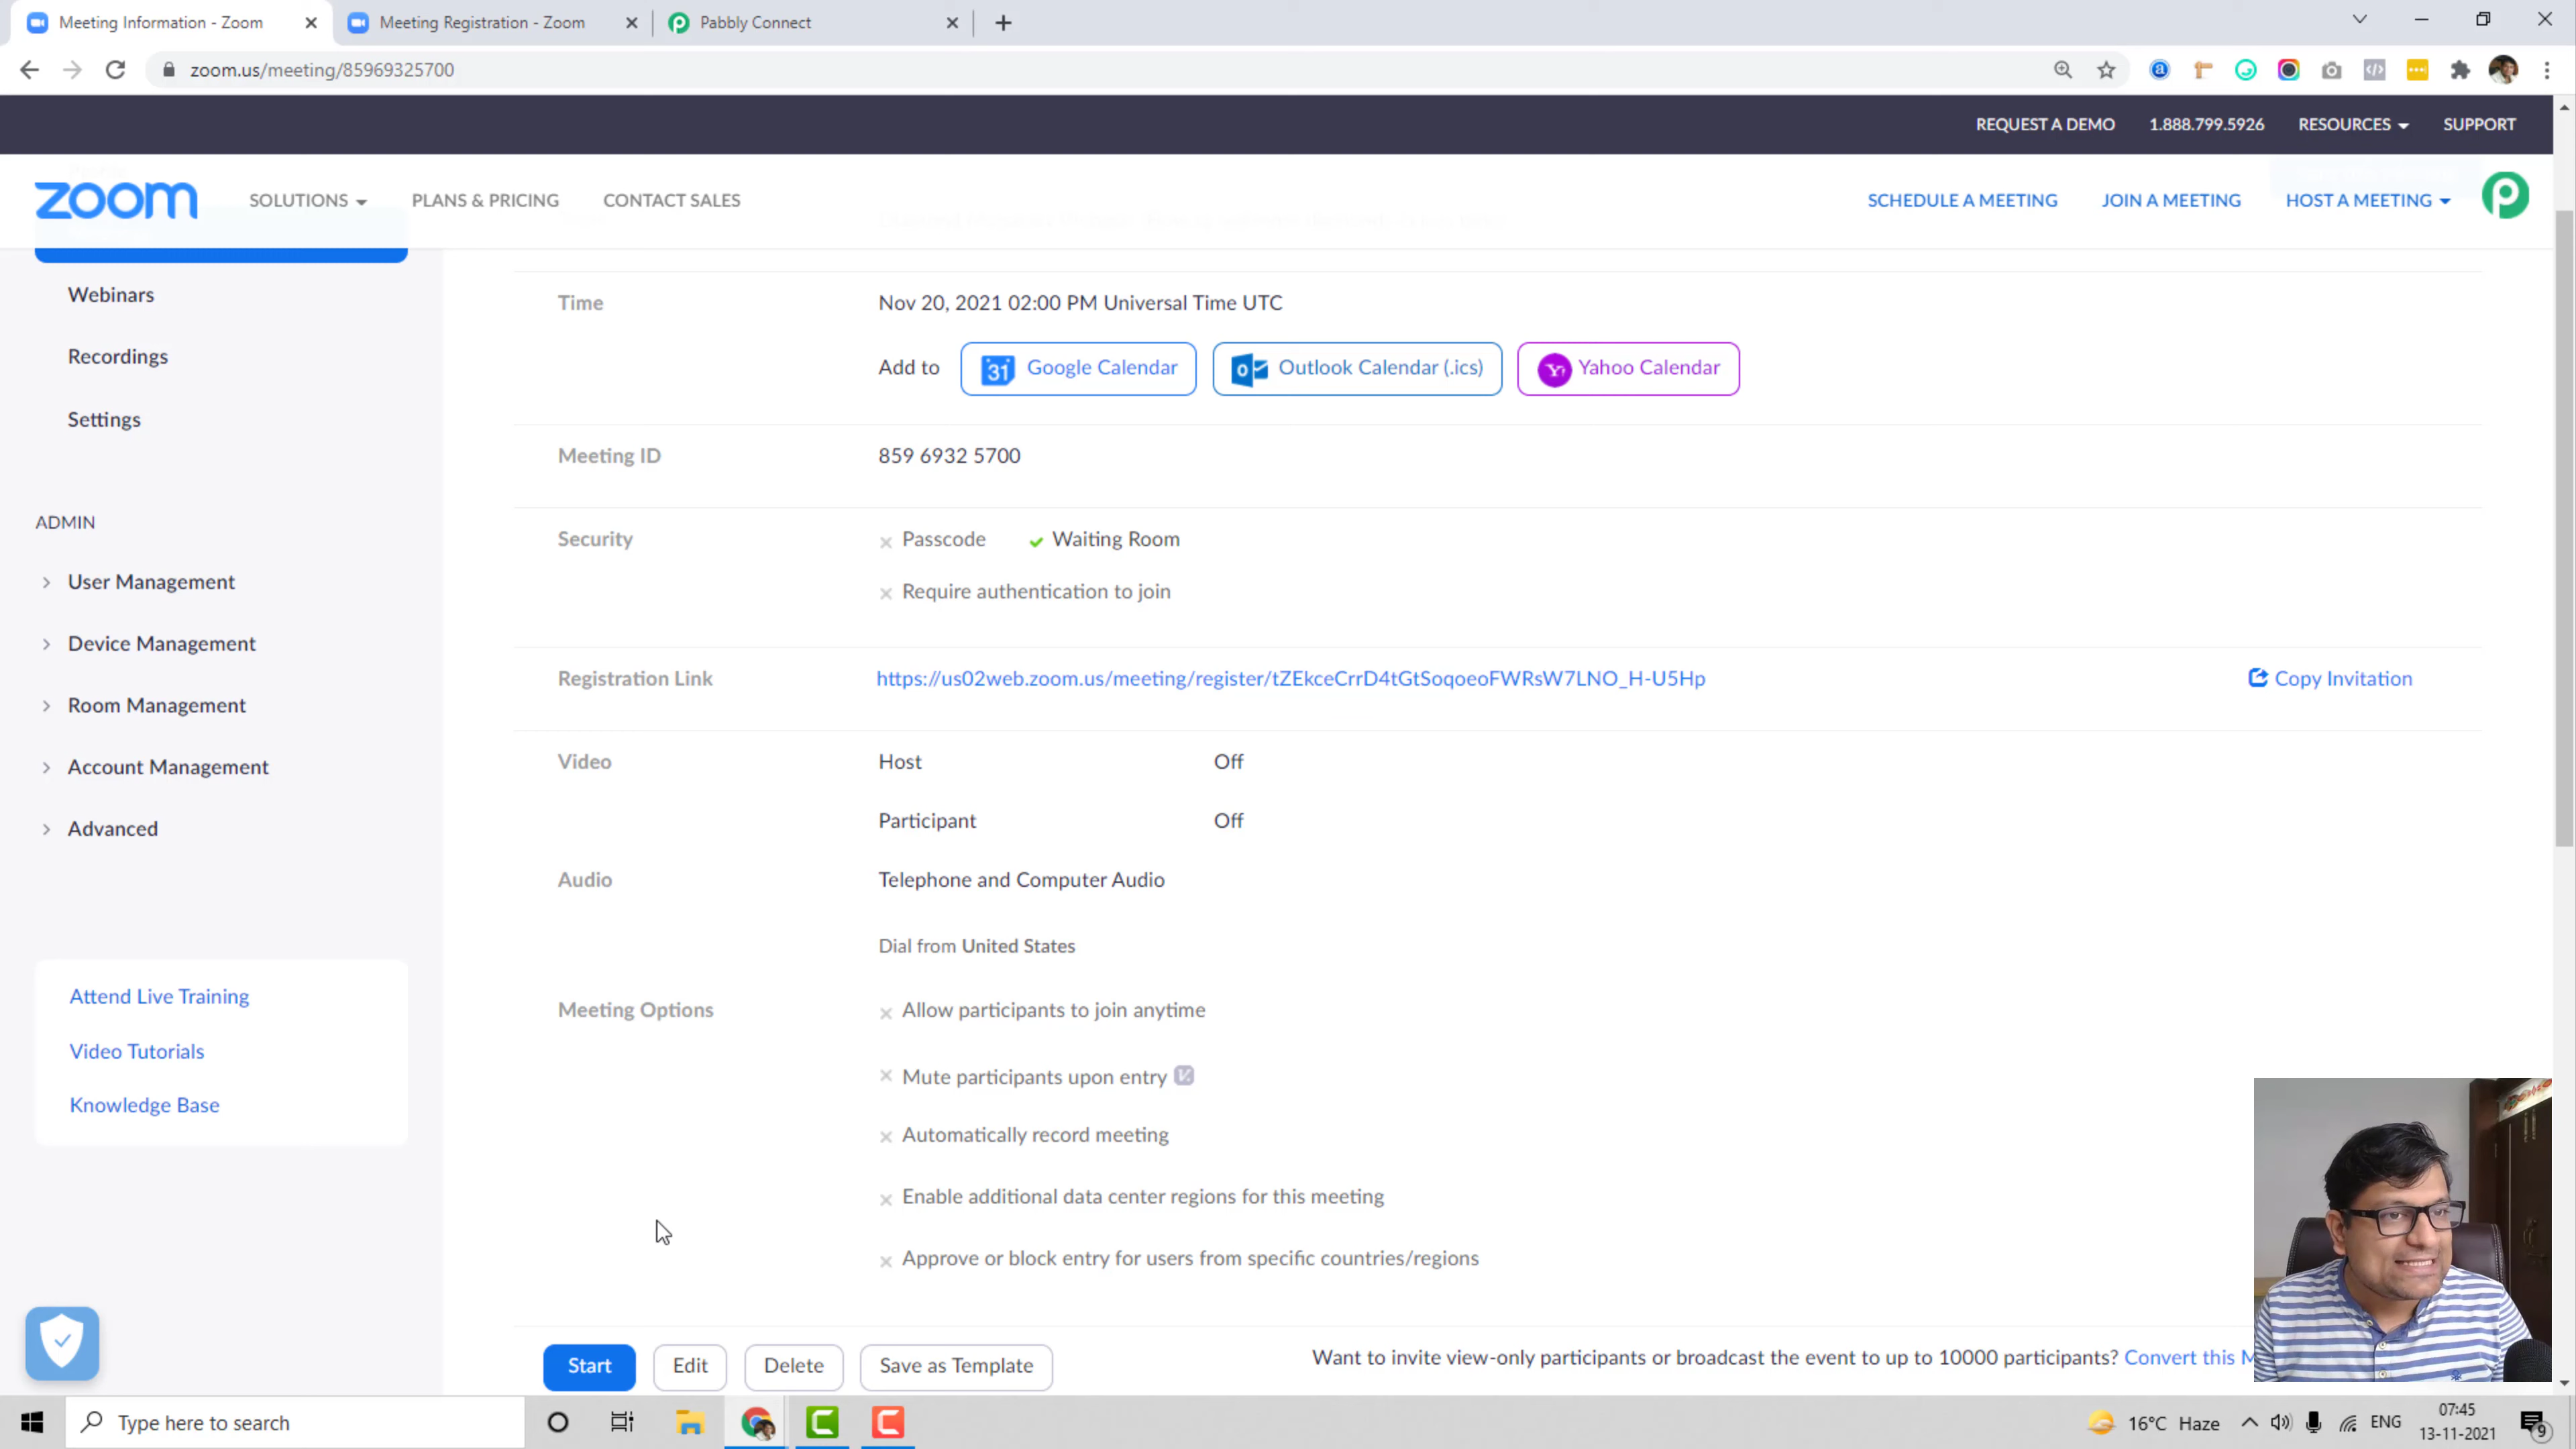 Meeting Information - Zoom
Meeting Registration - Zoom
Pabbly Connect
zoom.us/meeting/85969325700
REQUEST A DEMO 1.888.799.5926 RESOURCES SUPPORT
zoom SOLUTIONS PLANS & PRICING CONTACT SALES SCHEDULE A MEETING JOIN A MEETING HOST A MEETING
Webinars
Recordings
Settings
ADMIN
User Management
Device Management
Room Management
Account Management
Advanced
Attend Live Training
Video Tutorials
Knowledge Base
Time Nov 20, 2021 02:00 PM Universal Time UTC
Add to 31 Google Calendar Outlook Calendar (.ics) Yahoo Calendar
Meeting ID 859 6932 5700
Security Passcode Waiting Room
Require authentication to join
Registration Link https://us02web.zoom.us/meeting/register/tZEkceCrrD4tGtSoqoeoFWRsW7LNO_H-U5Hp Copy Invitation
Video Host Off
Participant Off
Audio Telephone and Computer Audio
Dial from United States
Meeting Options Allow participants to join anytime
Mute participants upon entry
Automatically record meeting
Enable additional data center regions for this meeting
Approve or block entry for users from specific countries/regions
Start Edit Delete Save as Template Want to invite view-only participants or broadcast the event to up to 10000 participants? Convert this M
Type here to search
16°C Haze ENG 07:45
13-11-2021 9